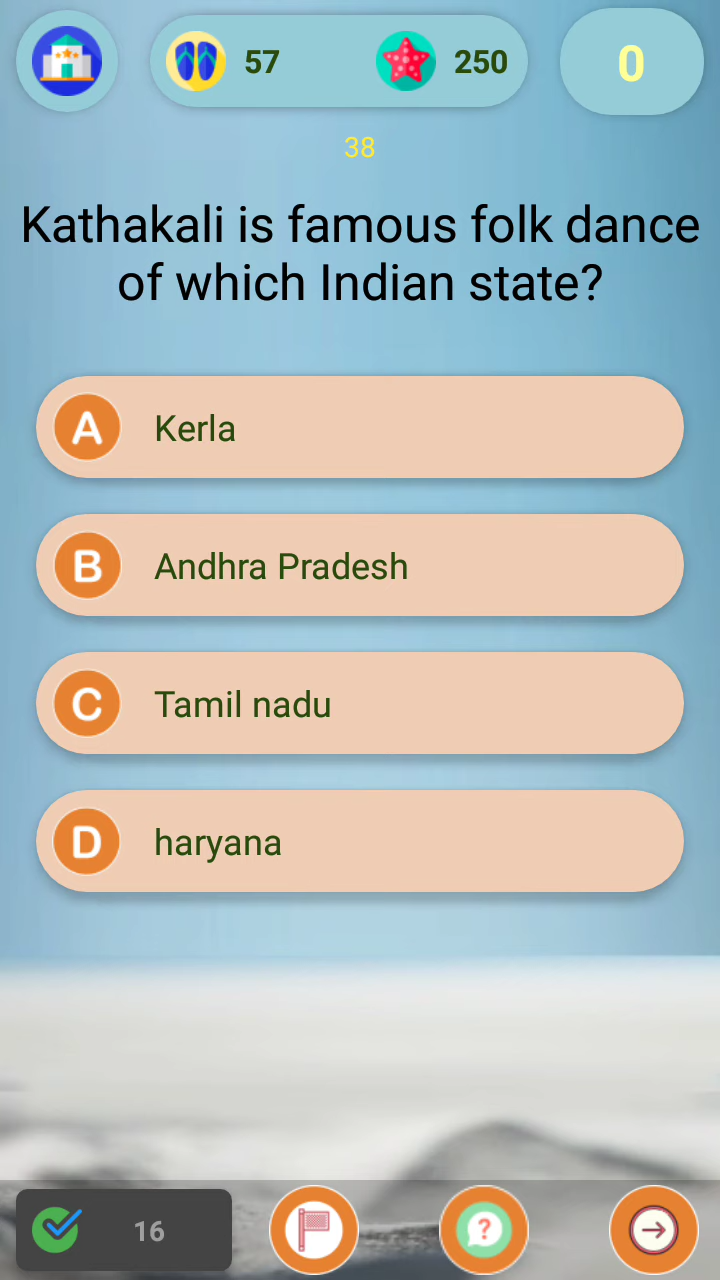 57
250
0
38
Kathakali is famous folk dance
of which Indian state?
A Kerla
B Andhra Pradesh
C Tamil nadu
D haryana
16
?